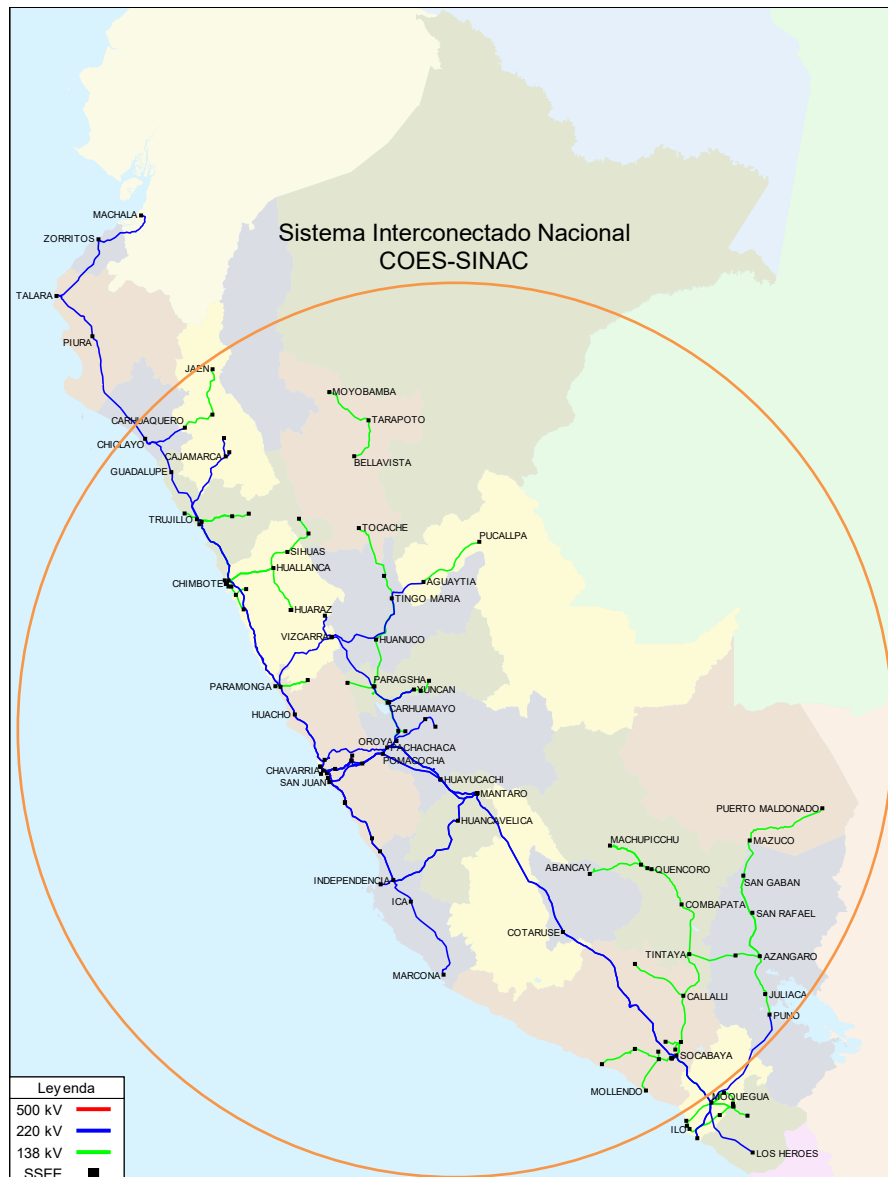 MACHALA
ZORRITOS
Sistema Interconectado Nacional
COES-SINAC
TALARA
PIURA
JAEN
MOYOBAMBA
CARHUAQUERO
TARAPOTO
CHICLAYO
CAJAMARCA
BELLAVISTA
GUADALUPE
TRUJILLO
TOCACHE
PUCALLPA
SIHUAS
HUALLANCA
CHIMBOTE
AGUAYTIA
TINGO MARIA
HUARAZ
VIZCARRA
HUANUCO
PARAGSHA
PARAMONGA
YUNCAN
CARHUAMAYO
HUACHO
OROYA
PACHACHACA
POMACOCHA
CHAVARRIA
SAN JUAN
HUAYUCACHI
MANTARO
HUANCAVELICA
PUERTO MALDONADO
MACHUPICCHU
MAZUCO
ABANCAY
QUENCORO
INDEPENDENCIA
SAN GABAN
ICA
COMBAPATA
SAN RAFAEL
COTARUSE
TINTAYA
AZANGARO
MARCONA
CALLALLI
JULIACA
PUNO
SOCABAYA
MOLLENDO
MOQUEGUA
ILO
LOS HEROES
Leyenda
500 kV
220 kV
138 kV
SSEE